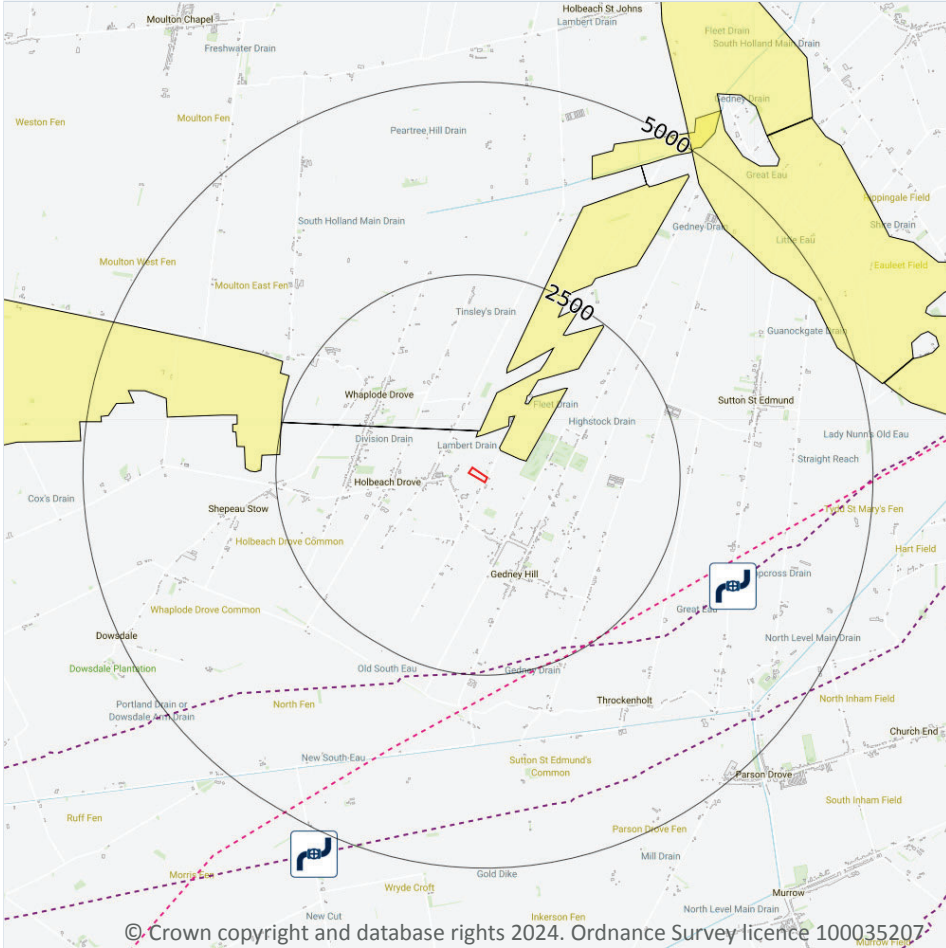 Moulton Chapel
Holbeach St Johns
Lambert Drain
Fleet Drain
South Holland Main Drain
Freshwater Drain
Gedney Drain
Weston Fen
Moulton Fen
Peartree Hill Drain
5000
Great Eau
South Holland Main Drain
Gedney Drain
Shire Drain
Little Eau
Moulton West Fen
Eauleet Field
Moulton East Fen
2500
Tinsley's Drain
Guanockgate Drain
Whaplode Drove
Fleet Drain
Sutton St Edmund
Highstock Drain
Division Drain
Lambert Drain
Lady Nunn's Old Eau
Straight Reach
Holbeach Drove
Cox's Drain
Shepeau Stow
Tydd St Mary's Fen
Holbeach Drove Common
Hart Field
Gedney Hill
Drain
Whaplode Drove Common
Great Eau
Dowsdale
North Level Main Drain
Dowsdale Plantation
Old South Eau
Gedney Drain
Portland Drain or
Dowsdale Arm Drain
North Fen
Throckenholt
North Inham Field
Church End
New South Eau
Sutton St Edmund's
Common
Parson Drove
South Inham Field
Ruff Fen
Parson Drove Fen
Mill Drain
Morris Fen
Gold Dike
Wryde Croft
Murrow
New Cut
Inkerson Fen
North Level Main Drain
© Crown copyright and database rights 2024. Ordnance Survey licence 100035207
Murrow Field